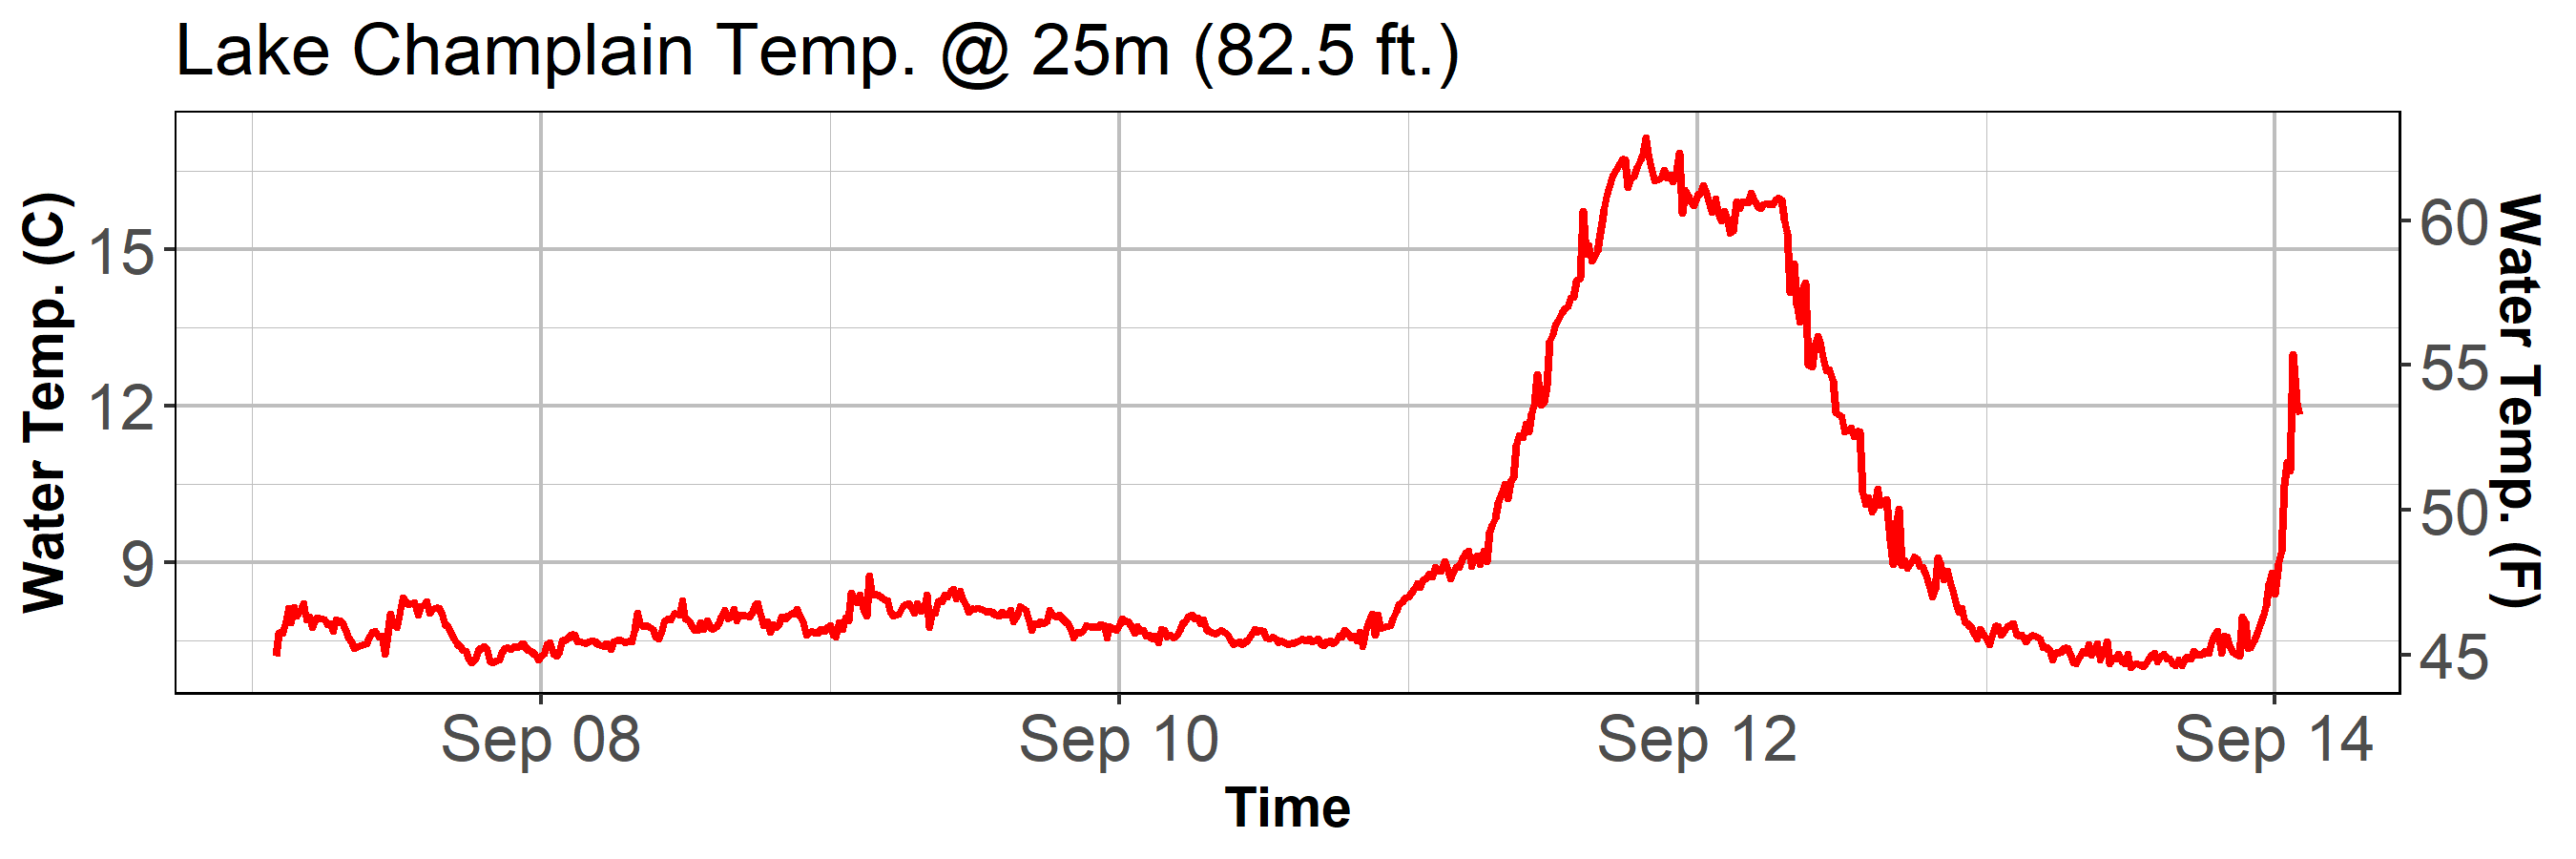 Lake Champlain Temp. @ 25m (82.5 ft.)
Water Temp. (C)
15
12
9
60
55
50
45
Water Temp. (F)
Sep 08
Sep 10
Sep 12
Sep 14
Time